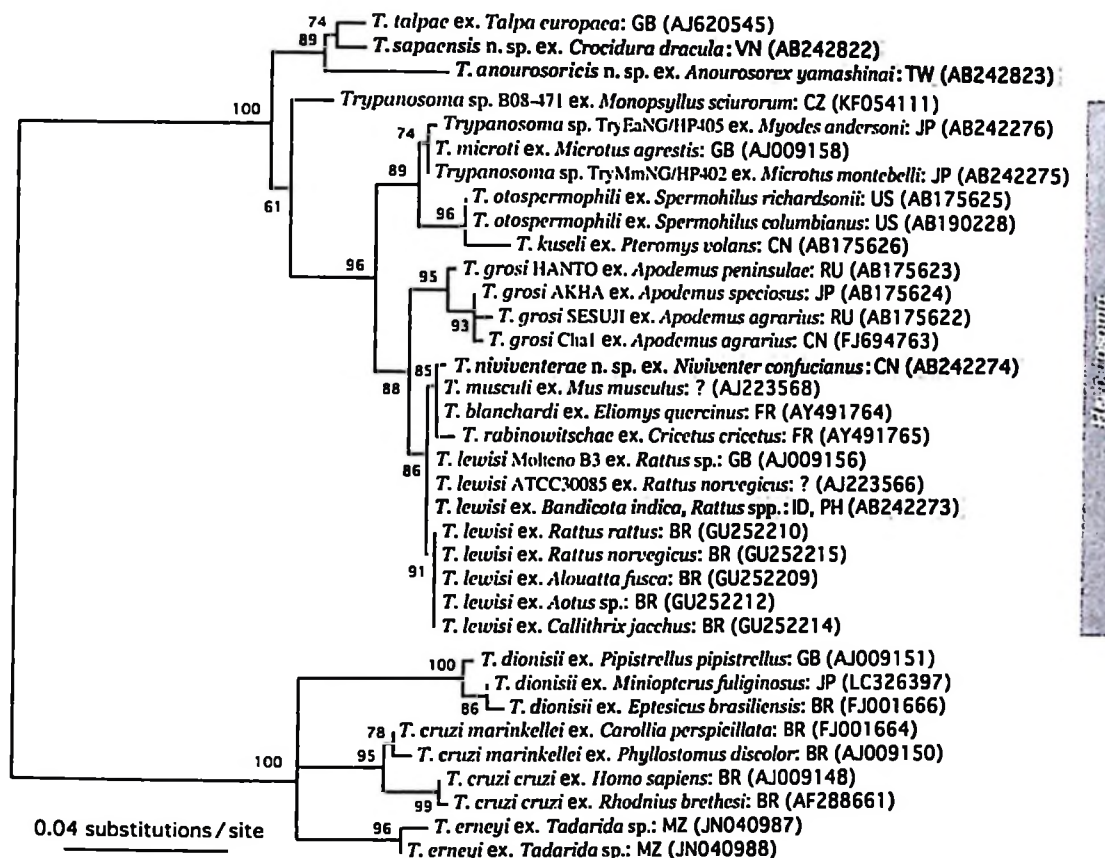 T. talpae ex. Talpa europaea: GB (AJ620545)
74
89
T. sapaensis n. sp. ex. Crocidura dracula: VN (AB242822)
T. anourosoricis n. sp. ex. Anourosorex yamashinai: TW (AB242823)
100
Trypanosoma sp. B08-471 ex. Monopsyllus sciurorum: CZ (KF054111)
Trypanosoma sp. TryEaNG/HP405 ex. Myodes andersoni: JP (AB242276)
74
T. microti ex. Microtus agrestis: GB (AJ009158)
89
Trypanosoma sp. TryMmNG/HP402 ex. Microtus montebelli: JP (AB242275)
T. otospermophili ex. Spermohilus richardsonii: US (AB175625)
61
96
T. otospermophili ex. Spermohilus columbianus: US (AB190228)
T. kuseli ex. Pteromys volans: CN (AB175626)
96
T. grosi HANTO ex. Apodemus peninsulae: RU (AB175623)
95
T. grosi AKHA ex. Apodemus speciosus: JP (AB175624)
T. grosi SESUJI ex. Apodemus agrarius: RU (AB175622)
93
T. grosi Cha1 ex. Apodemus agrarius: CN (FJ694763)
T. niviventerae n. sp. ex. Niviventer confucianus: CN (AB242274)
85
88
T. musculi ex. Mus musculus: ? (AJ223568)
T. blanchardi ex. Eliomys quercinus: FR (AY491764)
T. rabinowitschae ex. Cricetus cricetus: FR (AY491765)
T. lewisi Molteno B3 ex. Rattus sp.: GB (AJ009156)
86
T. lewisi ATCC30085 ex. Rattus norvegicus: ? (AJ223566)
T. lewisi ex. Bandicota indica, Rattus spp.: ID, PH (AB242273)
T. lewisi ex. Rattus rattus: BR (GU252210)
T. lewisi ex. Rattus norvegicus: BR (GU252215)
91
T. lewisi ex. Alouatta fusca: BR (GU252209)
T. lewisi ex. Aotus sp.: BR (GU252212)
T. lewisi ex. Callithrix jacchus: BR (GU252214)
100
T. dionisii ex. Pipistrellus pipistrellus: GB (AJ009151)
T. dionisii ex. Miniopterus fuliginosus: JP (LC326397)
86
T. dionisii ex. Eptesicus brasiliensis: BR (FJ001666)
78
T. cruzi marinkellei ex. Carollia perspicillata: BR (FJ001664)
95
T. cruzi marinkellei ex. Phyllostomus discolor: BR (AJ009150)
100
T. cruzi cruzi ex. Homo sapiens: BR (AJ009148)
99
T. cruzi cruzi ex. Rhodnius brethesi: BR (AF288661)
96
T. erneyi ex. Tadarida sp.: MZ (JN040987)
T. erneyi ex. Tadarida sp.: MZ (JN040988)
0.04 substitutions/site
Herpetosoma